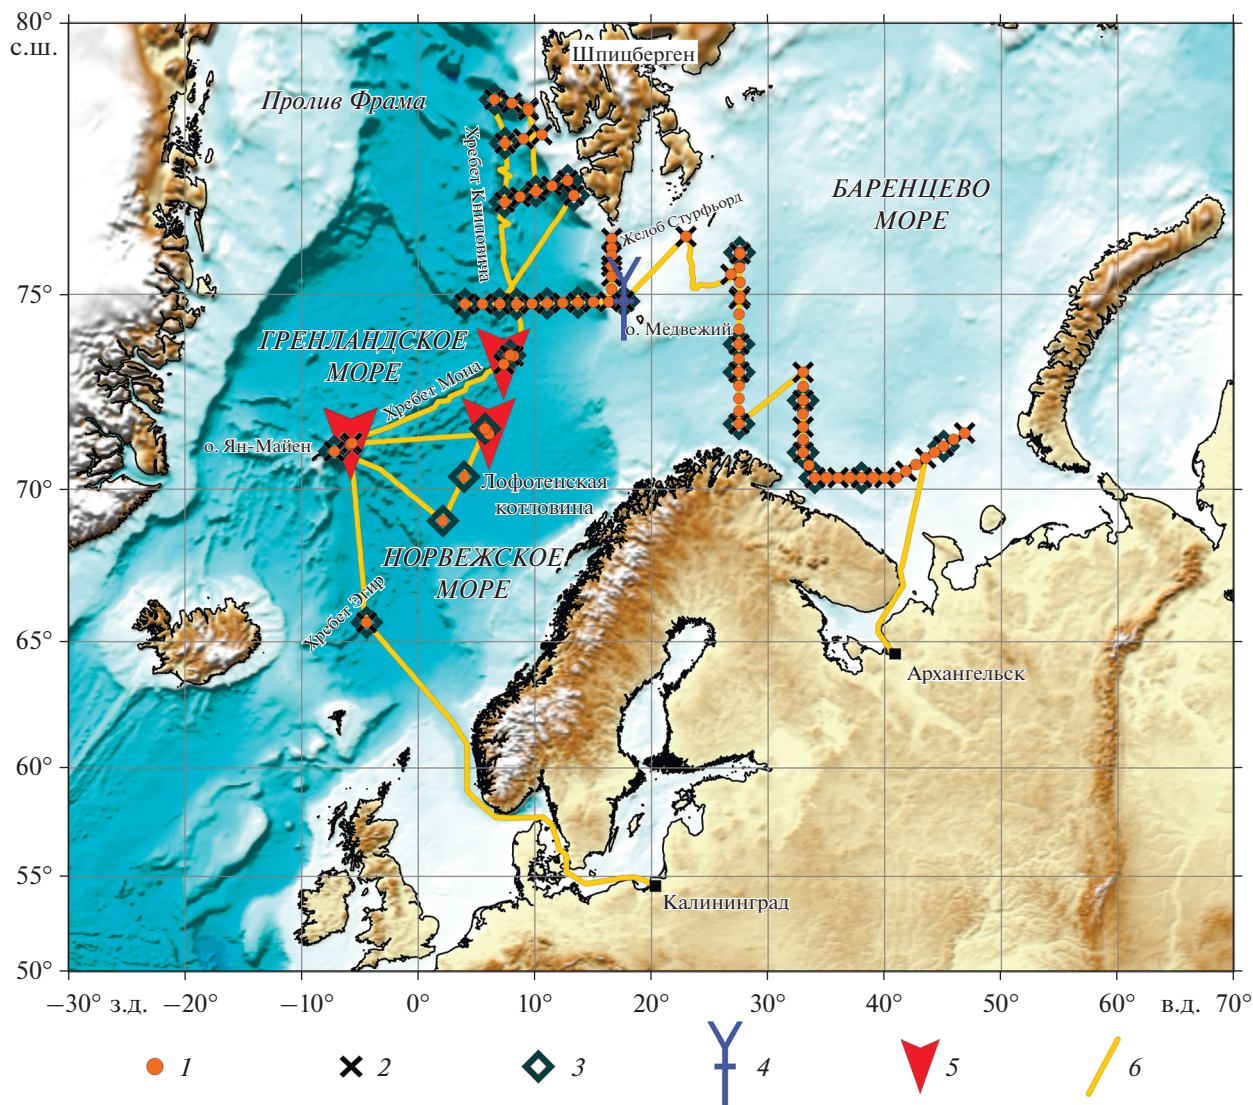 80°
с.ш.
Шпицберген
Пролив Фрама
Хребет Книповича
БАРЕНЦЕВО
МОРЕ
Желоб Стурфьорд
75°
о. Медвежий
ГРЕНЛАНДСКОЕ
МОРЕ
Хребет Мона
о. Ян-Майен
70°
Лофотенская
котловина
НОРВЕЖСКОЕ
МОРЕ
Хребет Эгир
65°
Архангельск
60°
55°
Калининград
50°
−30° з.д. −20° −10° 0° 10° 20° 30° 40° 50° 60° в.д. 70°
1 2 3 4 5 6